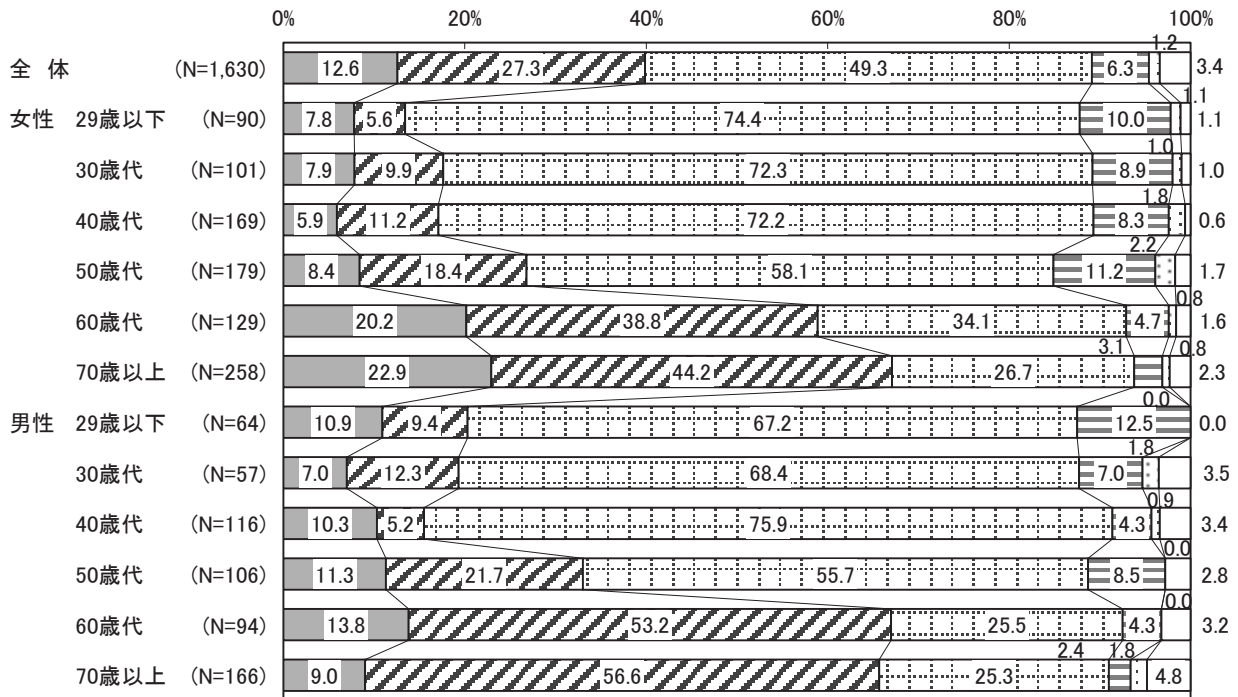 0% 20% 40% 60% 80% 100%
1.2
全 体 (N=1,630) 12.6 27.3 49.3 6.3 3.4
1.1
女性 29歳以下 (N=90) 7.8 5.6 74.4 10.0 1.1
1.0
30歳代 (N=101) 7.9 9.9 72.3 8.9 1.0
1.8
40歳代 (N=169) 5.9 11.2 72.2 8.3 0.6
2.2
50歳代 (N=179) 8.4 18.4 58.1 11.2 1.7
0.8
60歳代 (N=129) 20.2 38.8 34.1 4.7 1.6
3.1 0.8
70歳以上 (N=258) 22.9 44.2 26.7 2.3
0.0
男性 29歳以下 (N=64) 10.9 9.4 67.2 12.5 0.0
1.8
30歳代 (N=57) 7.0 12.3 68.4 7.0 3.5
0.9
40歳代 (N=116) 10.3 5.2 75.9 4.3 3.4
0.0
50歳代 (N=106) 11.3 21.7 55.7 8.5 2.8
0.0
60歳代 (N=94) 13.8 53.2 25.5 4.3 3.2
2.4 1.8
70歳以上 (N=166) 9.0 56.6 25.3 4.8